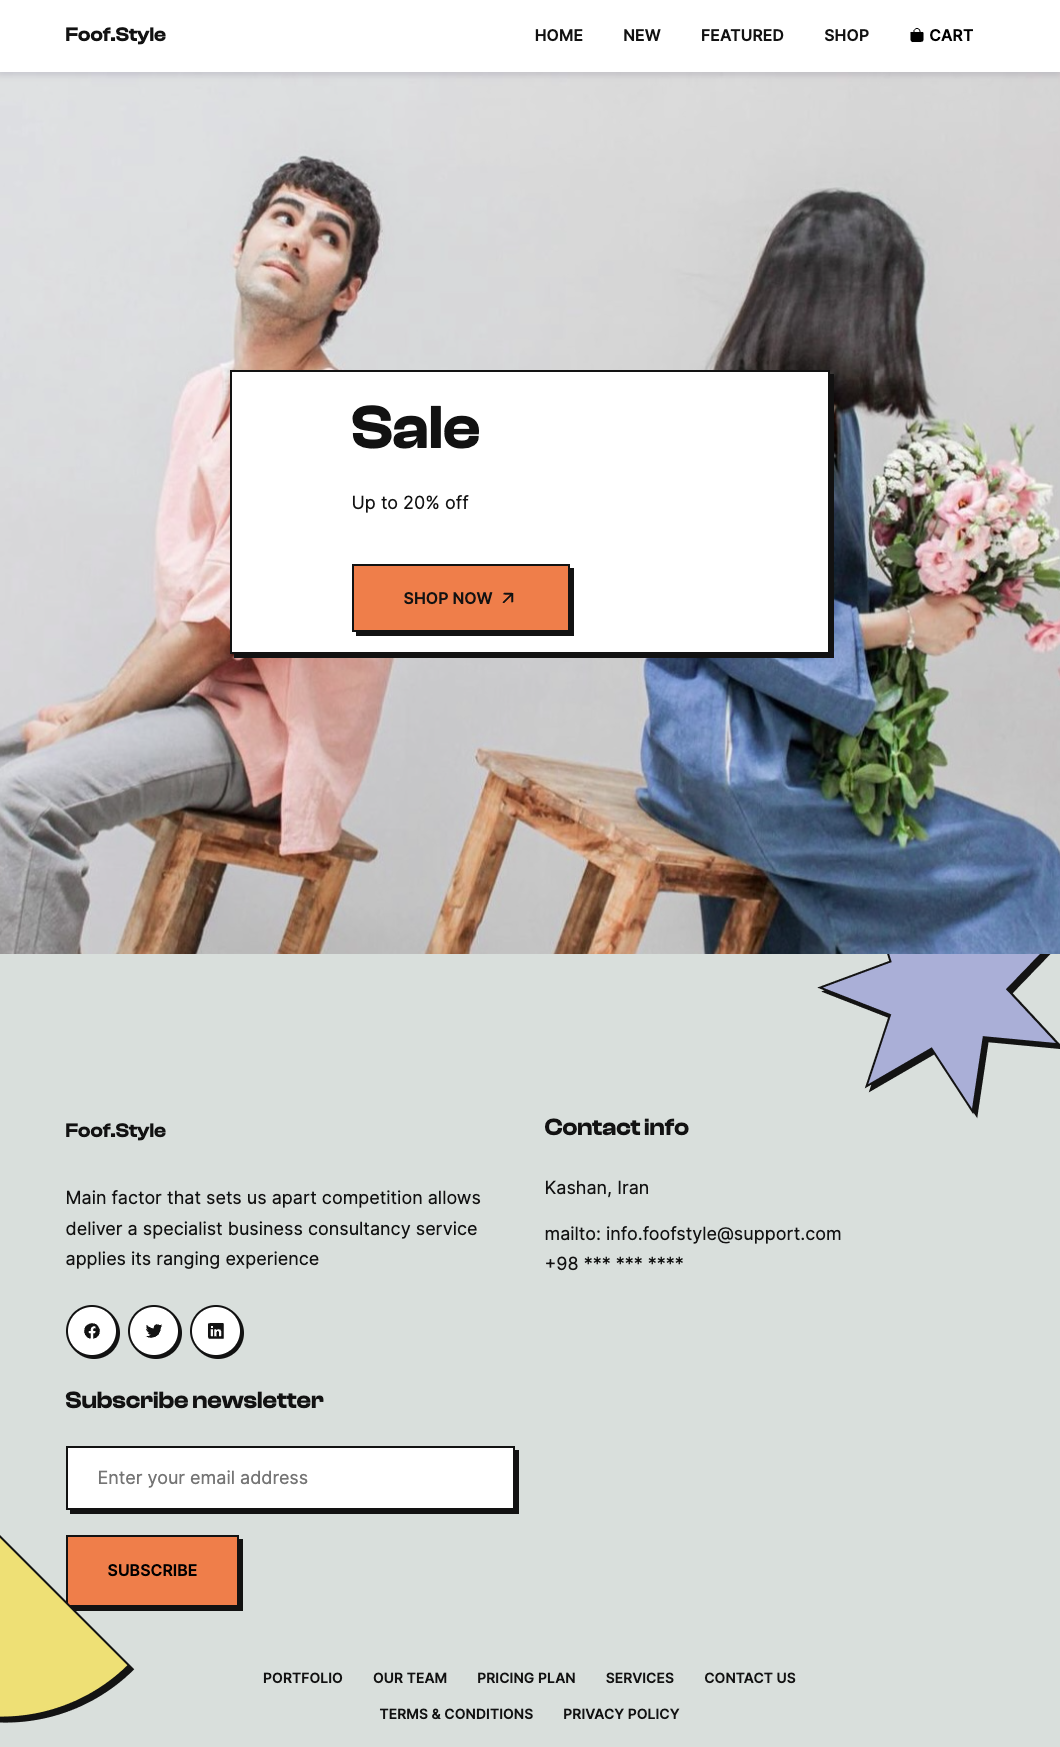 Foof.Style
HOME NEW FEATURED SHOP CART
Sale
Up to 20% off
SHOP NOW
Foof.Style
Main factor that sets us apart competition allows
deliver a specialist business consultancy service
applies its ranging experience
Contact info
Kashan, Iran
mailto: info.foofstyle@support.com
+98 *** *** ****
Subscribe newsletter
Enter your email address
SUBSCRIBE
PORTFOLIO OUR TEAM PRICING PLAN SERVICES CONTACT US
TERMS & CONDITIONS PRIVACY POLICY